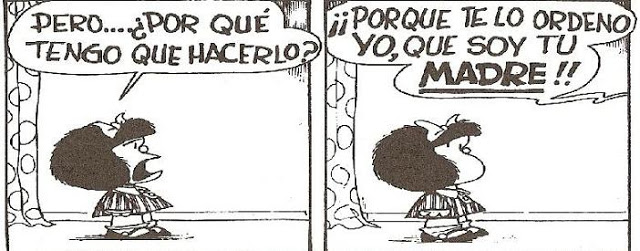 PERO....¿POR QUÉ
TENGO QUE HACERLO?
¡¡PORQUE TE LO ORDENO
YO, QUE SOY TU
MADRE!!